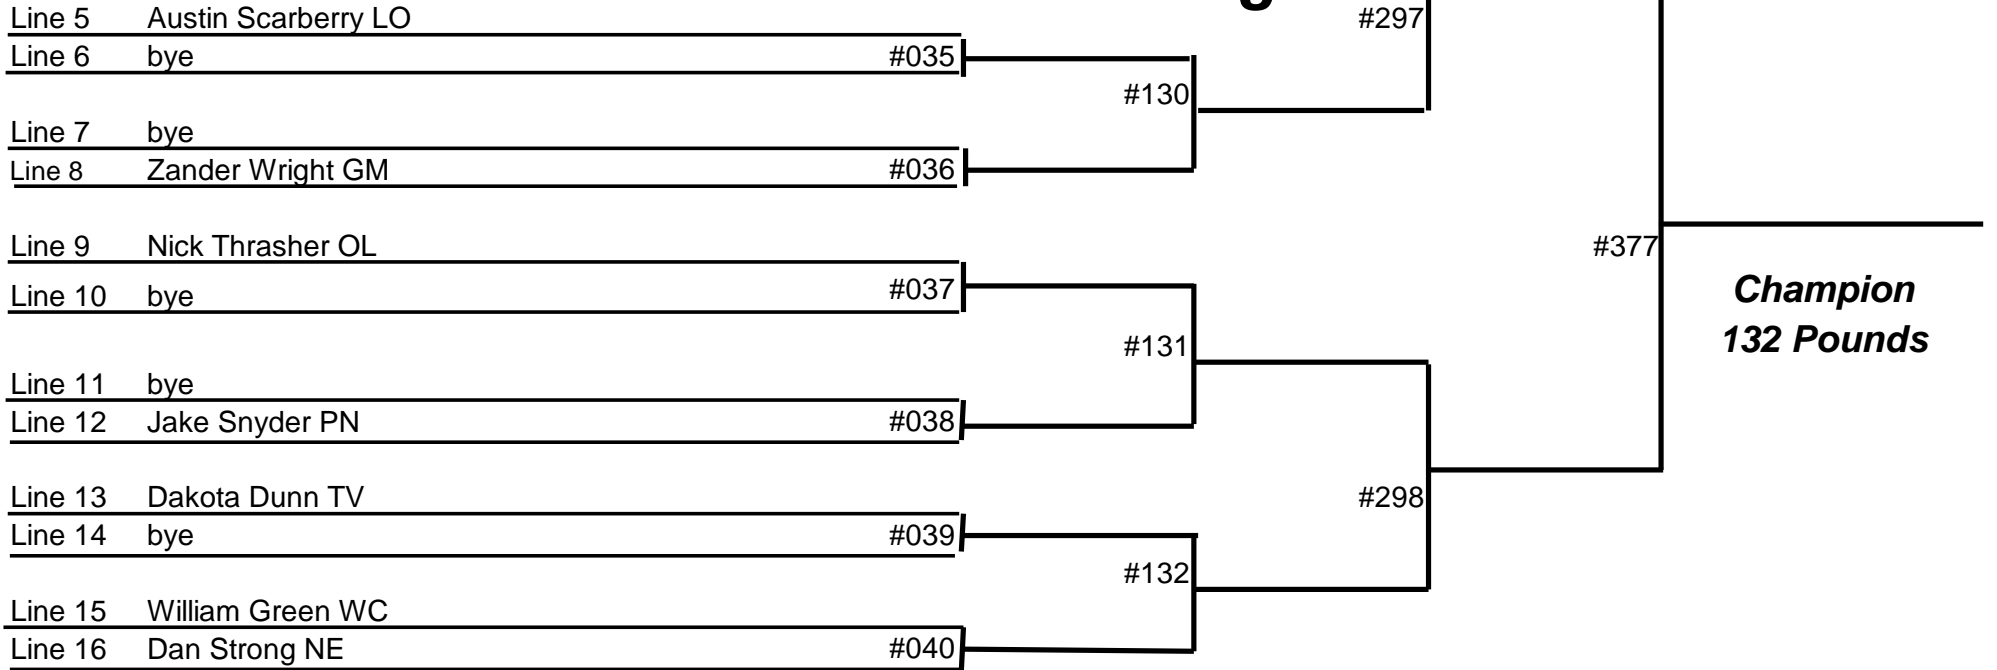 Line 5 Austin Scarberry LO #297
Line 6 bye #035
#130
Line 7 bye
Line 8 Zander Wright GM #036
Line 9 Nick Thrasher OL #377
Line 10 bye #037 Champion
#131 132 Pounds
Line 11 bye
Line 12 Jake Snyder PN #038
Line 13 Dakota Dunn TV #298
Line 14 bye #039
#132
Line 15 William Green WC
Line 16 Dan Strong NE #040